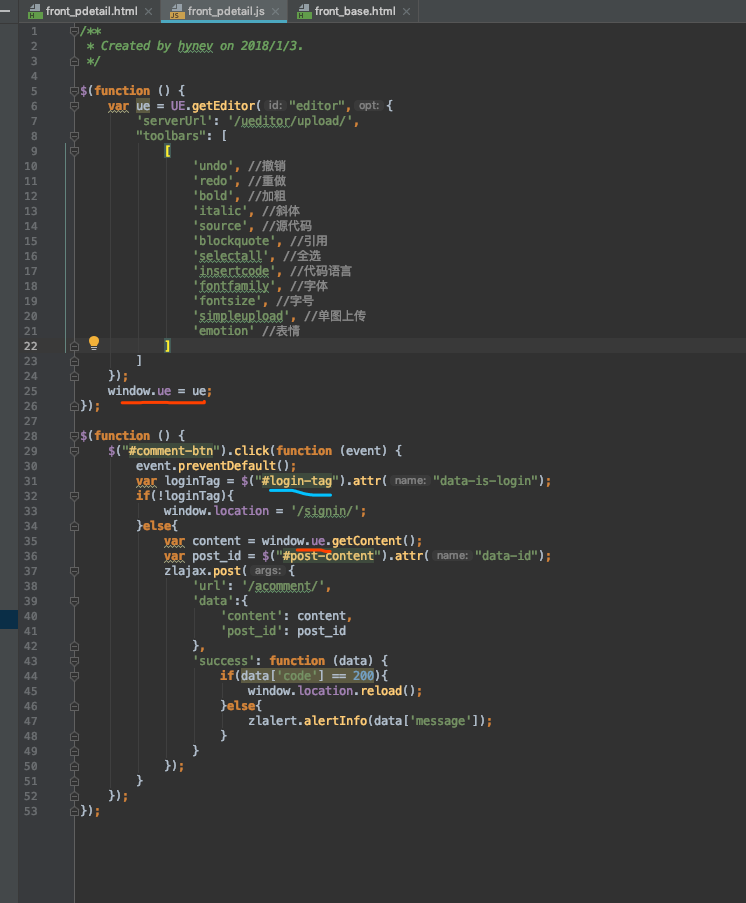 front_pdetail.html
front_pdetail.js
front_base.html
1 /**
2  * Created by hynev on 2018/1/3.
3  */
4
5 $(function () {
6     var ue = UE.getEditor( id: "editor", opt: {
7         'serverUrl': '/ueditor/upload/',
8         "toolbars": [
9             [
10                 'undo', //撤销
11                 'redo', //重做
12                 'bold', //加粗
13                 'italic', //斜体
14                 'source', //源代码
15                 'blockquote', //引用
16                 'selectall', //全选
17                 'insertcode', //代码语言
18                 'fontfamily', //字体
19                 'fontsize', //字号
20                 'simpleupload', //单图上传
21                 'emotion' //表情
22             ]
23         ]
24     });
25     window.ue = ue;
26 });
27
28 $(function () {
29     $("#comment-btn").click(function (event) {
30         event.preventDefault();
31         var loginTag = $("#login-tag").attr( name: "data-is-login");
32         if(!loginTag){
33             window.location = '/signin/';
34         }else{
35             var content = window.ue.getContent();
36             var post_id = $("#post-content").attr( name: "data-id");
37             zlajax.post( args: {
38                 'url': '/acomment/',
39                 'data':{
40                     'content': content,
41                     'post_id': post_id
42                 },
43                 'success': function (data) {
44                     if(data['code'] == 200){
45                         window.location.reload();
46                     }else{
47                         zlalert.alertInfo(data['message']);
48                     }
49                 }
50             });
51         }
52     });
53 });